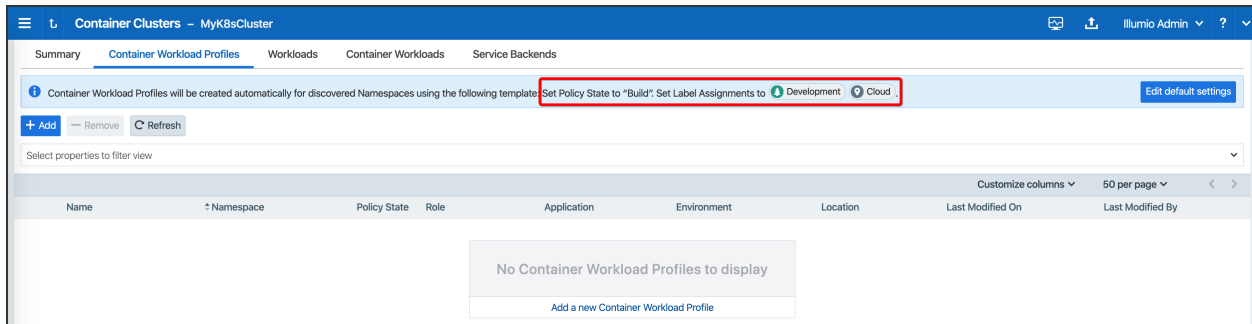 Container Clusters – MyK8sCluster
Illumio Admin ?
Summary Container Workload Profiles Workloads Container Workloads Service Backends
Container Workload Profiles will be created automatically for discovered Namespaces using the following template: Set Policy State to “Build”. Set Label Assignments to Development Cloud .
Edit default settings
+ Add — Remove Refresh
Select properties to filter view
Customize columns 50 per page
Name Namespace Policy State Role Application Environment Location Last Modified On Last Modified By
No Container Workload Profiles to display
Add a new Container Workload Profile